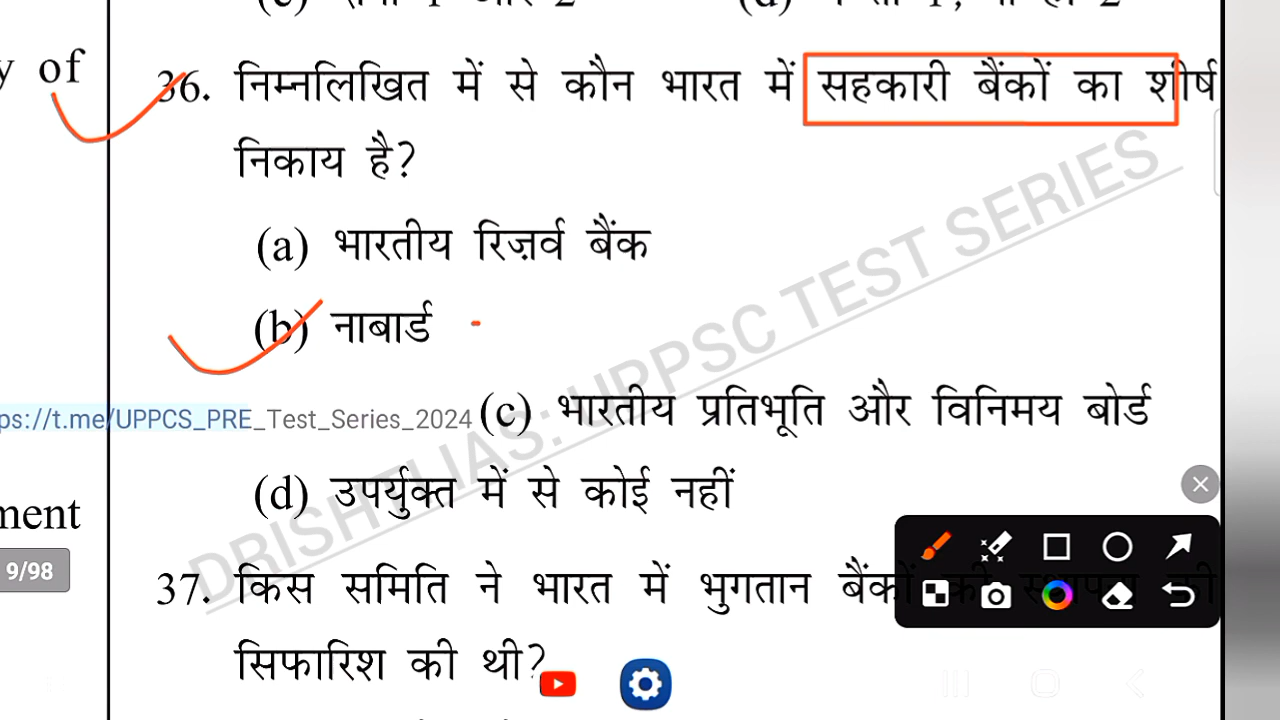 y of
36. निम्नलिखित में से कौन भारत में सहकारी बैंकों का शीर्ष
निकाय है?
(a) भारतीय रिज़र्व बैंक
(b) नाबार्ड
ps://t.me/UPPCS_PRE_Test_Series_2024
(c) भारतीय प्रतिभूति और विनिमय बोर्ड
(d) उपर्युक्त में से कोई नहीं
ment
9/98
37. किस समिति ने भारत में भुगतान बैंकों की स्थापना की
सिफारिश की थी?
DRISHTI IAS: UPPSC TEST SERIES